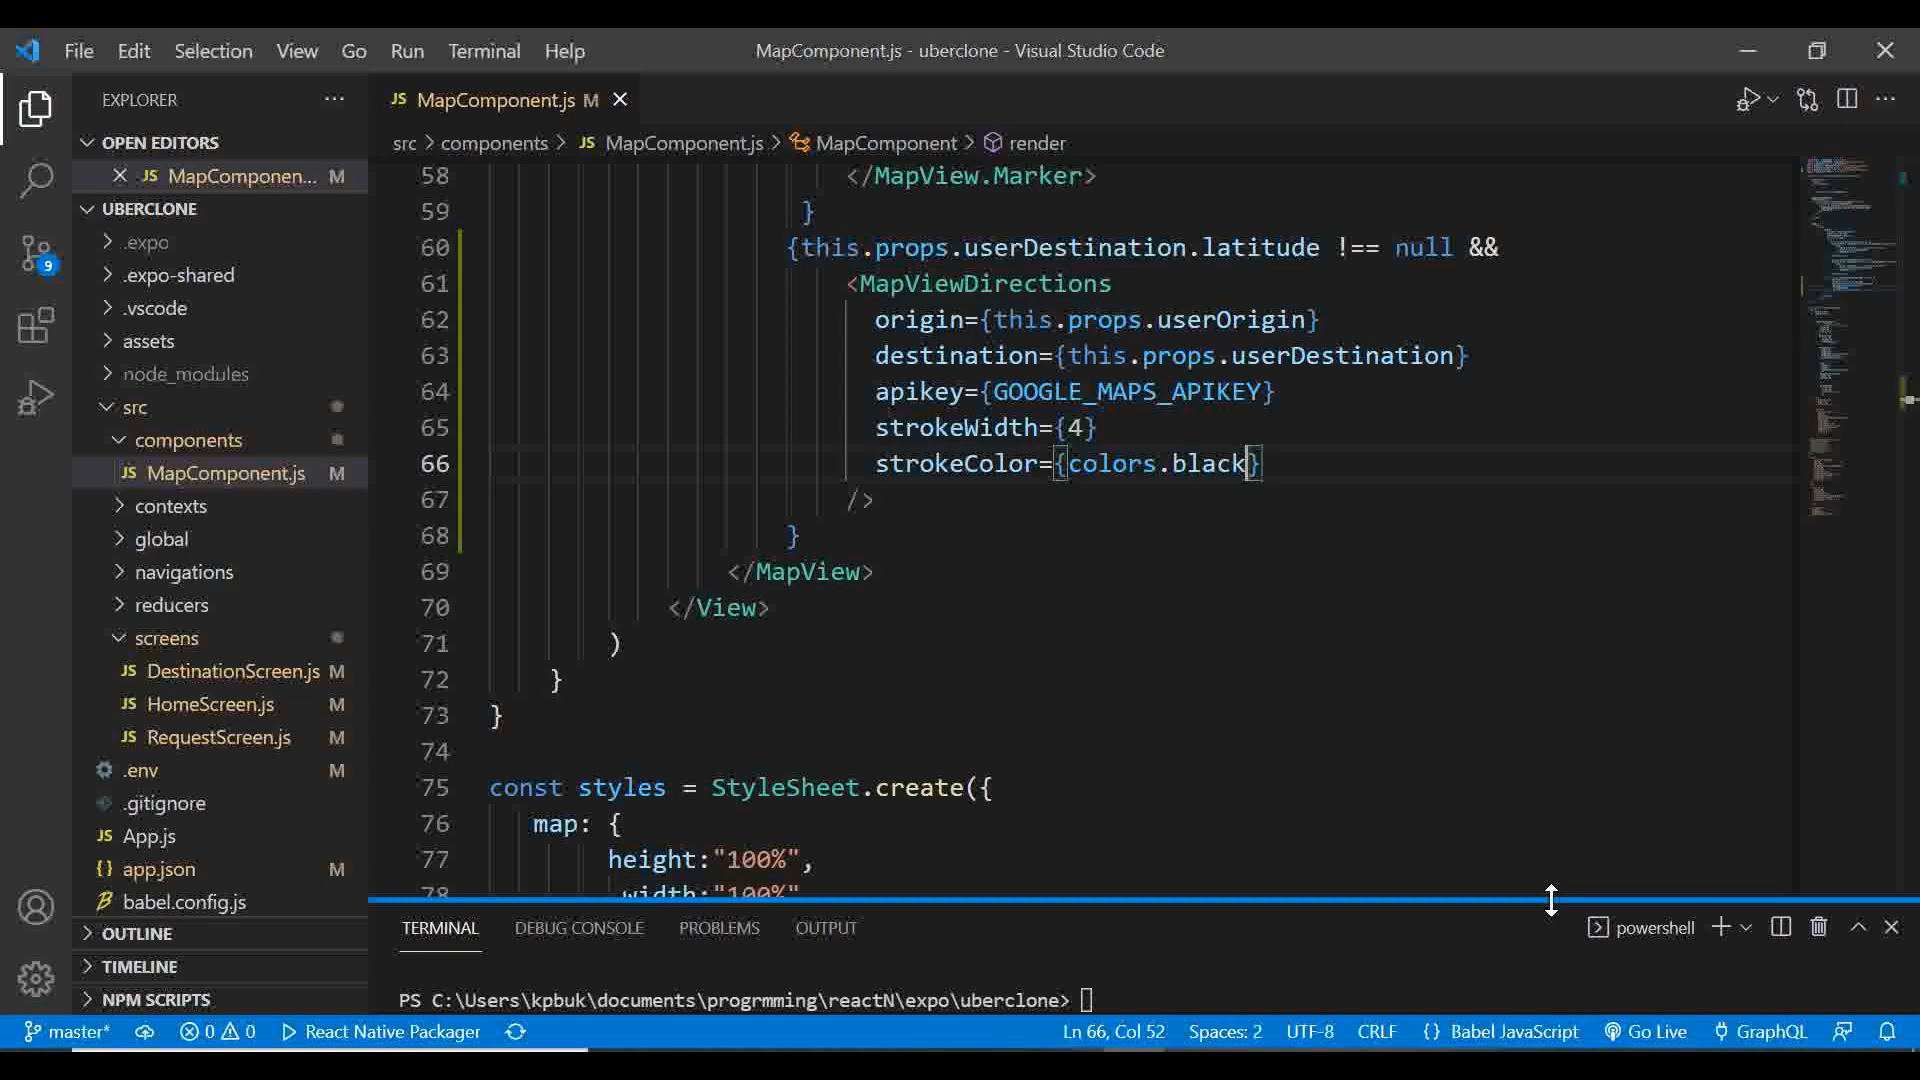 File Edit Selection View Go Run Terminal Help
MapComponent.js - uberclone - Visual Studio Code
EXPLORER
OPEN EDITORS
JS MapComponen... M
UBERCLONE
.expo
.expo-shared
.vscode
assets
node_modules
src
components
JS MapComponent.js M
contexts
global
navigations
reducers
screens
JS DestinationScreen.js M
JS HomeScreen.js M
JS RequestScreen.js M
.env M
.gitignore
JS App.js
{} app.json M
babel.config.js
OUTLINE
TIMELINE
NPM SCRIPTS
9
JS MapComponent.js M
src > components > JS MapComponent.js > MapComponent > render
58 </MapView.Marker>
59 }
60 {this.props.userDestination.latitude !== null &&
61 <MapViewDirections
62 origin={this.props.userOrigin}
63 destination={this.props.userDestination}
64 apikey={GOOGLE_MAPS_APIKEY}
65 strokeWidth={4}
66 strokeColor={colors.black}
67 />
68 }
69 </MapView>
70 </View>
71 )
72 }
73 }
74
75 const styles = StyleSheet.create({
76 map: {
77 height:"100%",
78 width:"100%"
TERMINAL DEBUG CONSOLE PROBLEMS OUTPUT
powershell
PS C:\Users\kpbuk\documents\progrmming\reactN\expo\uberclone>
master* 0 0 React Native Packager
Ln 66, Col 52 Spaces: 2 UTF-8 CRLF {} Babel JavaScript Go Live GraphQL